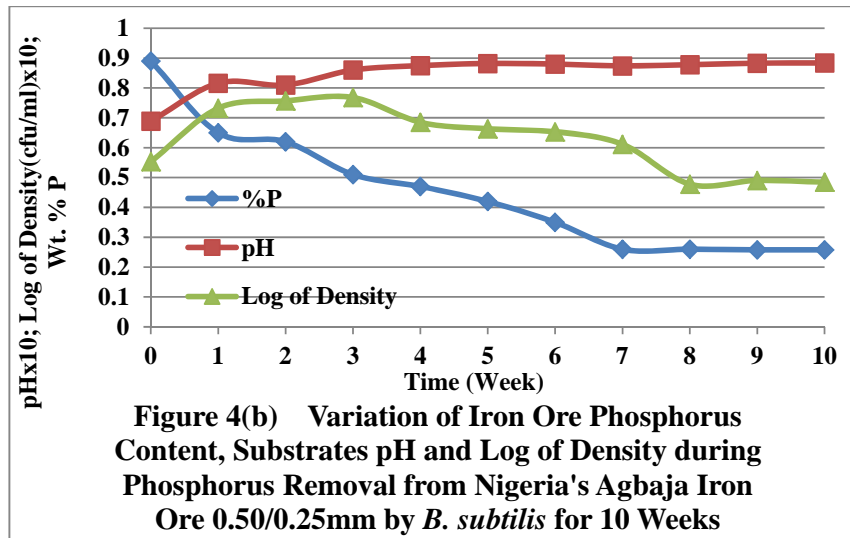 pHx10; Log of Density(cfu/ml)x10;
Wt. % P
1
0.9
0.8
0.7
0.6
0.5
0.4
0.3
0.2
0.1
0
%P
pH
Log of Density
0 1 2 3 4 5 6 7 8 9 10
Time (Week)
Figure 4(b) Variation of Iron Ore Phosphorus
Content, Substrates pH and Log of Density during
Phosphorus Removal from Nigeria's Agbaja Iron
Ore 0.50/0.25mm by B. subtilis for 10 Weeks